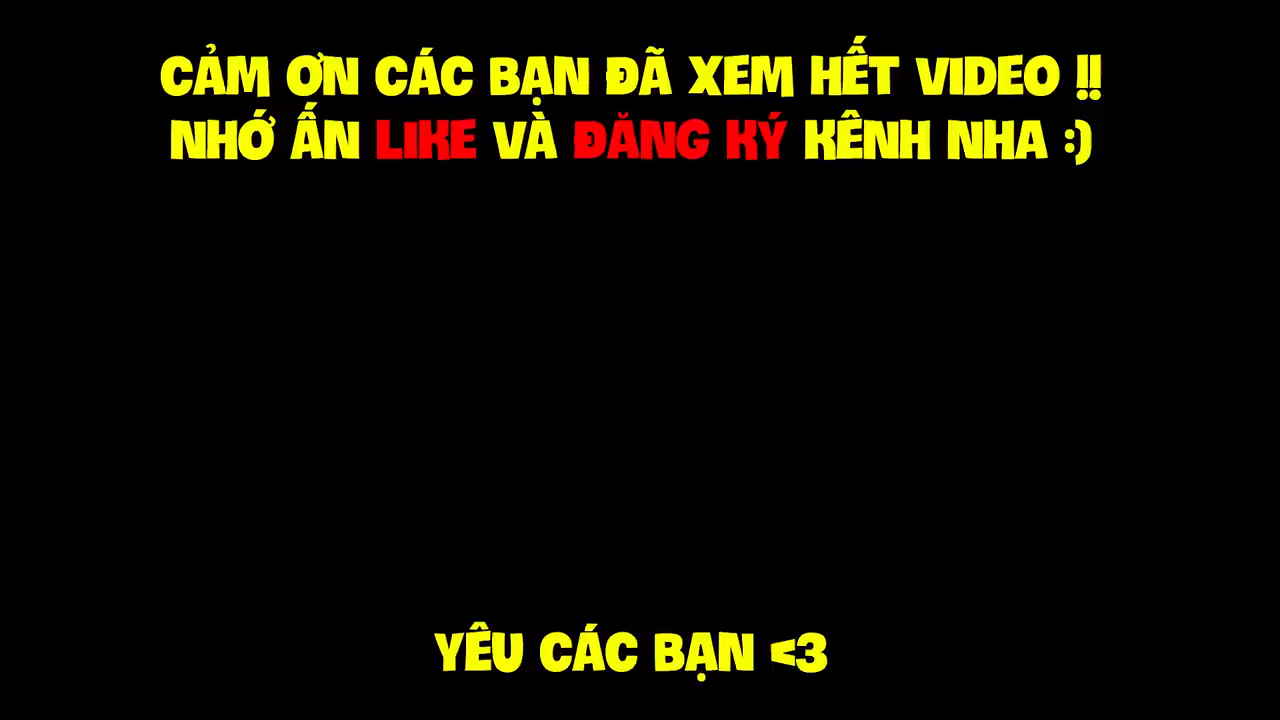 CẢM ƠN CÁC BẠN ĐÃ XEM HẾT VIDEO !!
NHỚ ẤN LIKE VÀ ĐĂNG KÝ KÊNH NHA :)
YÊU CÁC BẠN <3